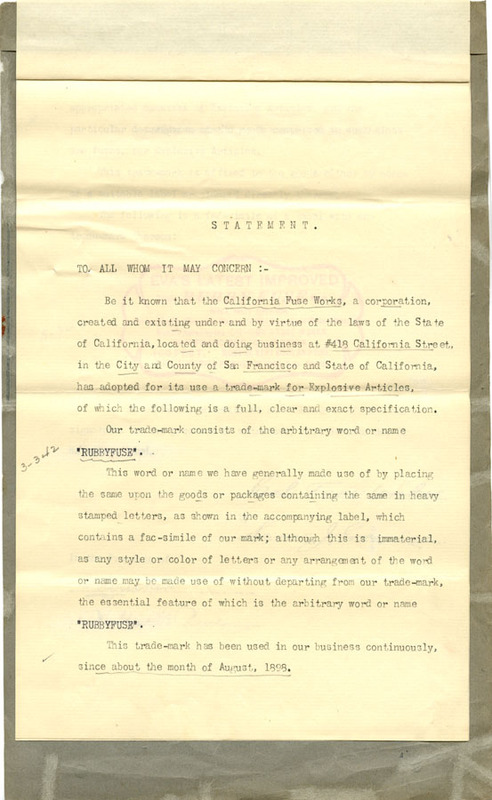 STATEMENT.
TO ALL WHOM IT MAY CONCERN :-
Be it known that the California Fuse Works, a corporation,
created and existing under and by virtue of the laws of the State
of California, located and doing business at #418 California Street,
in the City and County of San Francisco and State of California,
has adopted for its use a trade-mark for Explosive Articles,
of which the following is a full, clear and exact specification.
Our trade-mark consists of the arbitrary word or name
"RUBBYFUSE".
3-3-42
This word or name we have generally made use of by placing
the same upon the goods or packages containing the same in heavy
stamped letters, as shown in the accompanying label, which
contains a fac-simile of our mark; although this is immaterial,
as any style or color of letters or any arrangement of the word
or name may be made use of without departing from our trade-mark,
the essential feature of which is the arbitrary word or name
"RUBBYFUSE".
This trade-mark has been used in our business continuously,
since about the month of August, 1898.